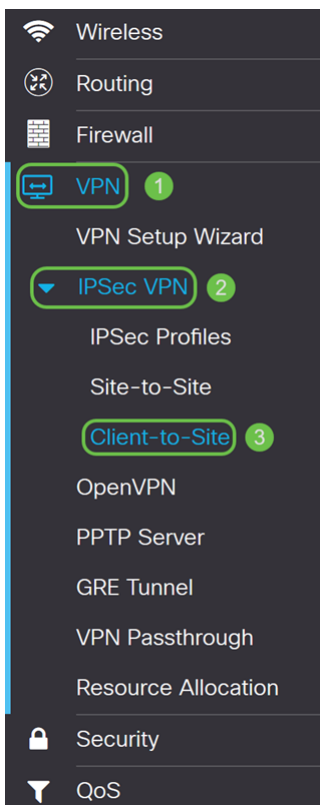 Wireless
Routing
Firewall
VPN 1
VPN Setup Wizard
IPSec VPN 2
IPSec Profiles
Site-to-Site
Client-to-Site 3
OpenVPN
PPTP Server
GRE Tunnel
VPN Passthrough
Resource Allocation
Security
QoS